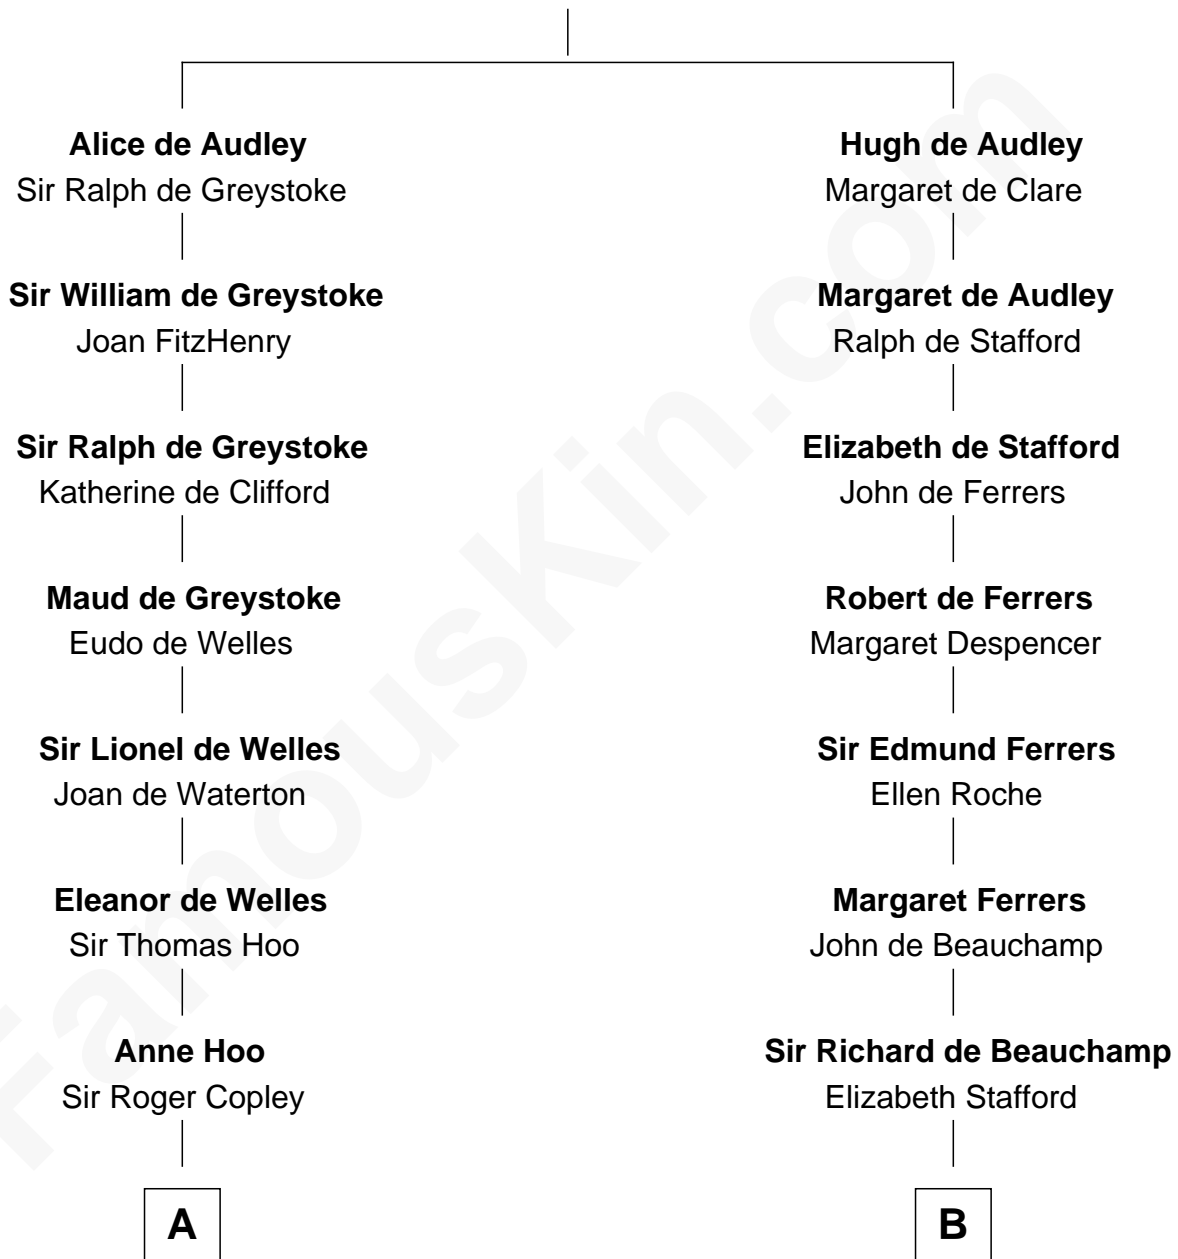 Alice de Audley
Sir Ralph de Greystoke
Hugh de Audley
Margaret de Clare
Sir William de Greystoke
Joan FitzHenry
Margaret de Audley
Ralph de Stafford
Sir Ralph de Greystoke
Katherine de Clifford
Elizabeth de Stafford
John de Ferrers
Maud de Greystoke
Eudo de Welles
Robert de Ferrers
Margaret Despencer
Sir Lionel de Welles
Joan de Waterton
Sir Edmund Ferrers
Ellen Roche
Eleanor de Welles
Sir Thomas Hoo
Margaret Ferrers
John de Beauchamp
Anne Hoo
Sir Roger Copley
Sir Richard de Beauchamp
Elizabeth Stafford
A
B
FamousKin.com